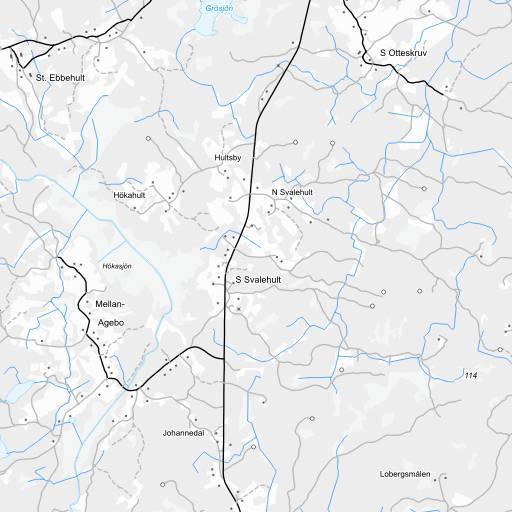 Grösjön
S Otteskruv
St. Ebbehult
Hultsby
Hökahult
N Svalehult
Hökasjön
S Svalehult
Mellan-
Agebo
114
Johannedal
Lobergsmålen